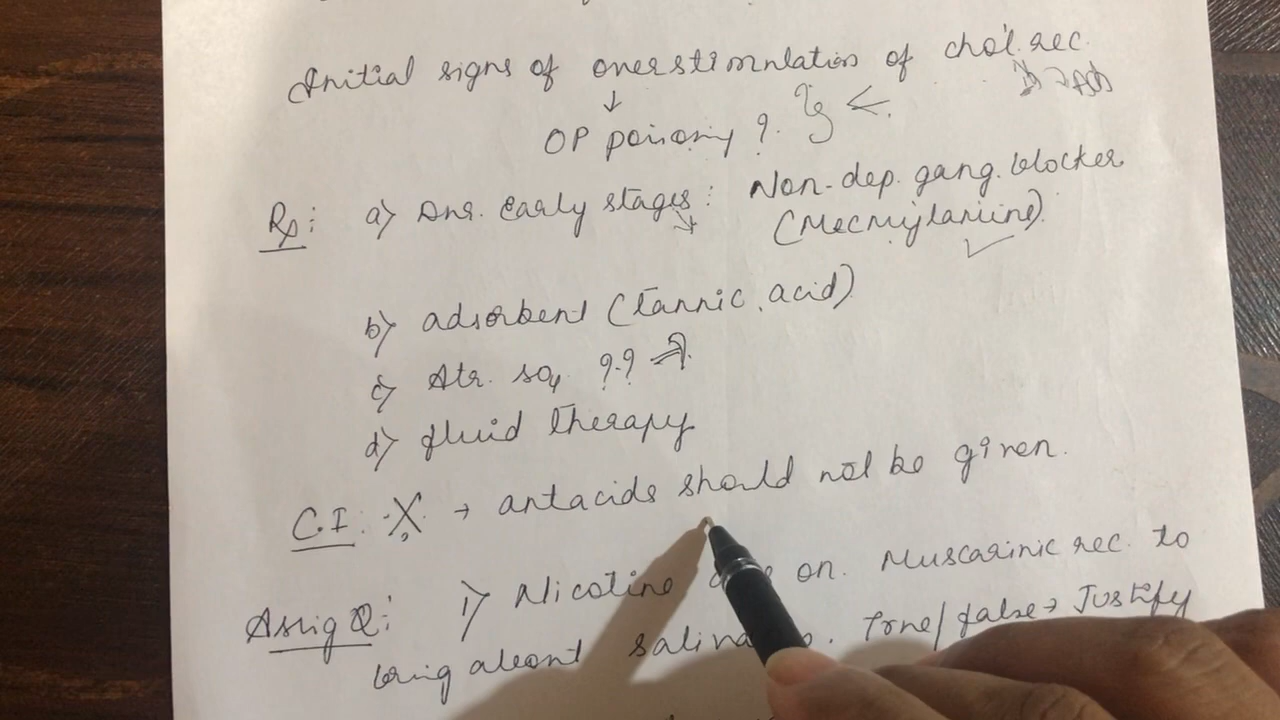 Initial signs of overstimulation of chol. rec.
↓
OP poisoning ?
Rx: a) Ans. Early stages: Non-dep. gang. blocker
(Mecamylamine)
b) adsorbent (Tannic acid)
c) Atr. so4 ??
d) fluid therapy
C.I: X → antacids should not be given.
Assig Q: 1) Nicotine on Muscarinic rec. to
bring about . True/false → Justify